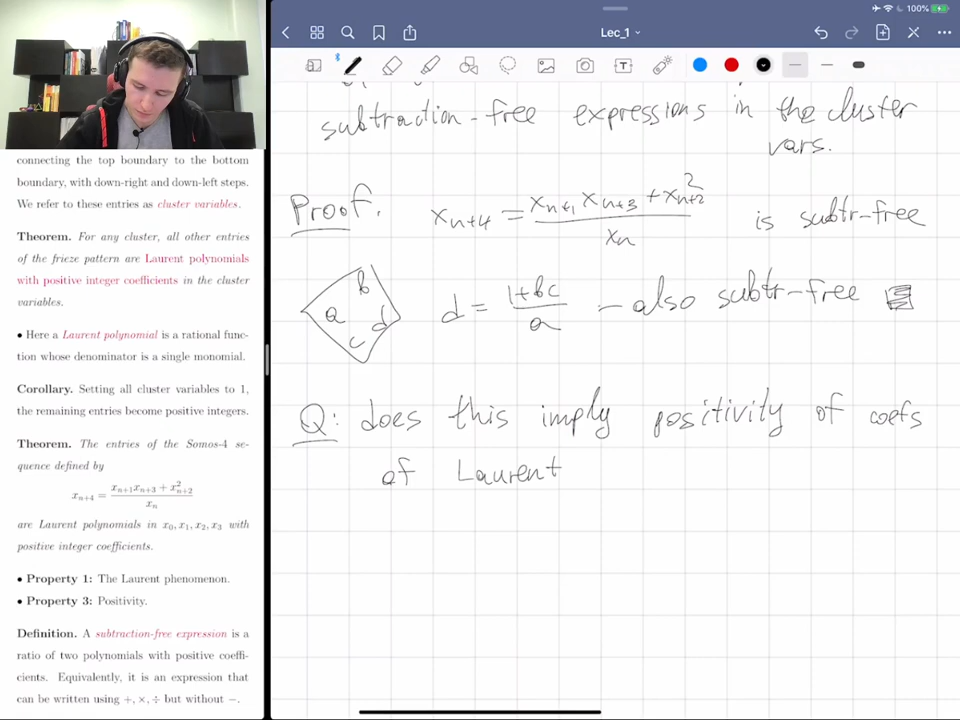 100%
Lec_1
connecting the top boundary to the bottom
boundary, with down-right and down-left steps.
We refer to these entries as cluster variables.
Theorem. For any cluster, all other entries
of the frieze pattern are Laurent polynomials
with positive integer coefficients in the cluster
variables.
• Here a Laurent polynomial is a rational func-
tion whose denominator is a single monomial.
Corollary. Setting all cluster variables to 1,
the remaining entries become positive integers.
Theorem. The entries of the Somos-4 se-
quence defined by
x_{n+4} = \frac{x_{n+1}x_{n+3} + x_{n+2}^2}{x_n}
are Laurent polynomials in x_0, x_1, x_2, x_3 with
positive integer coefficients.
• Property 1: The Laurent phenomenon.
• Property 3: Positivity.
Definition. A subtraction-free expression is a
ratio of two polynomials with positive coeffi-
cients. Equivalently, it is an expression that
can be written using +, ×, ÷ but without −.
subtraction-free expressions in the cluster
vars.
Proof. x_{n+4} = \frac{x_{n+1} x_{n+3} + x_{n+2}^2}{x_n} is subtr-free
b
a d
c
d = \frac{1+bc}{a} - also subtr-free
Q: does this imply positivity of coefs
of Laurent